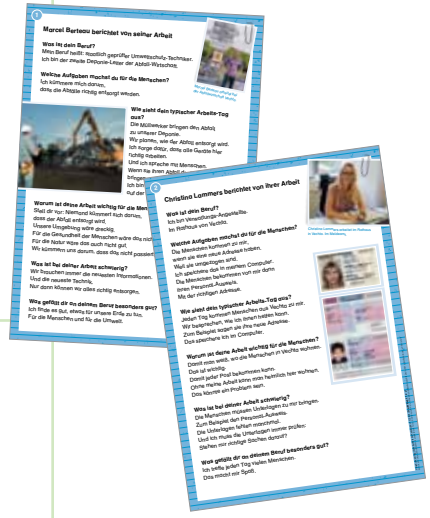 1
Marcel Berteau berichtet von seiner Arbeit
Was ist dein Beruf?
Mein Beruf heißt: staatlich geprüfter Umweltschutz-Techniker.
Ich bin der zweite Deponie-Leiter der Abfall-Wirtschaft.
Welche Aufgaben machst du für die Menschen?
Ich kümmere mich darum,
dass die Abfälle richtig entsorgt werden.
Wie sieht dein typischer Arbeits-Tag
aus?
Die Müllwerker bringen den Abfall
zu unserer Deponie.
Wir planen, wie der Abfall entsorgt wird.
Ich sorge dafür, dass alle Geräte hier
richtig arbeiten.
Und ich spreche mit Menschen.
Wenn sie ihren Abfall
bringen
Ich bin
auf der
Warum ist deine Arbeit wichtig für die Men
Stell dir vor: Niemand kümmert sich darum,
dass der Abfall entsorgt wird.
Unsere Umgebung wäre dreckig.
Für die Gesundheit der Menschen wäre das nich
Für die Natur wäre das auch nicht gut.
Wir kümmern uns darum, dass das nicht passiert
Was ist bei deiner Arbeit schwierig?
Wir brauchen immer die neuesten Informationen.
Und die neueste Technik.
Nur dann können wir alles richtig entsorgen.
Was gefällt dir an deinem Beruf besonders gut?
Ich finde es gut, etwas für unsere Erde zu tun.
Für die Menschen und für die Umwelt.
2
Christina Lammers berichtet von ihrer Arbeit
Was ist dein Beruf?
Ich bin Verwaltungs-Angestellte.
Im Rathaus von Vechta.
Welche Aufgaben machst du für die Menschen?
Die Menschen kommen zu mir,
wenn sie eine neue Adresse haben.
Weil sie umgezogen sind.
Ich speichere das in meinem Computer.
Die Menschen bekommen von mir dann
ihren Personal-Ausweis.
Mit der richtigen Adresse.
Wie sieht dein typischer Arbeits-Tag aus?
Jeden Tag kommen Menschen aus Vechta zu mir.
Wir besprechen, wie ich ihnen helfen kann.
Zum Beispiel sagen sie ihre neue Adresse.
Das speichere ich im Computer.
Warum ist deine Arbeit wichtig für die Menschen?
Damit man weiß, wo die Menschen in Vechta wohnen.
Das ist wichtig.
Damit jeder Post bekommen kann.
Ohne meine Arbeit kann man heimlich hier wohnen.
Das könnte ein Problem sein.
Was ist bei deiner Arbeit schwierig?
Die Menschen müssen Unterlagen zu mir bringen.
Zum Beispiel den Personal-Ausweis.
Die Unterlagen fehlen manchmal.
Und ich muss die Unterlagen immer prüfen:
Stehen nur richtige Sachen darauf?
Was gefällt dir an deinem Beruf besonders gut?
Ich treffe jeden Tag viele Menschen.
Das macht mir Spaß.